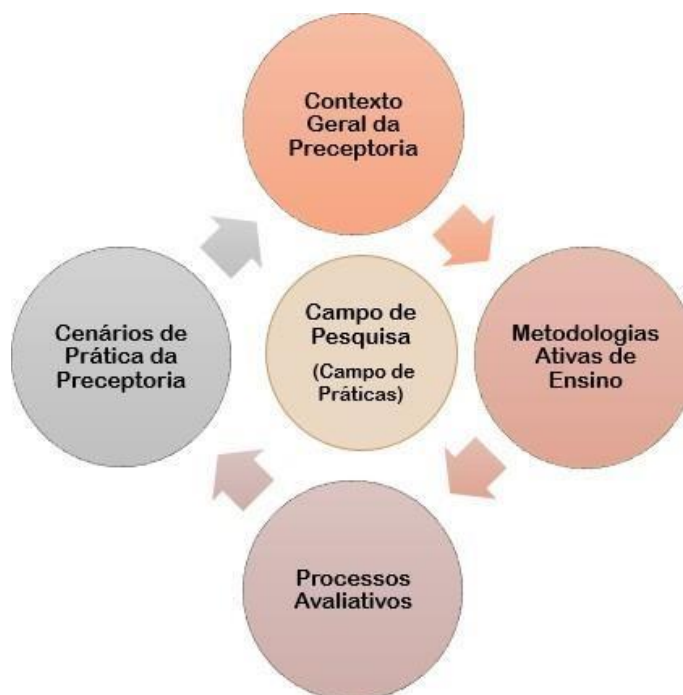 Contexto
Geral da
Preceptoria
Cenários de
Prática da
Preceptoria
Campo de
Pesquisa
(Campo de
Práticas)
Metodologias
Ativas de
Ensino
Processos
Avaliativos